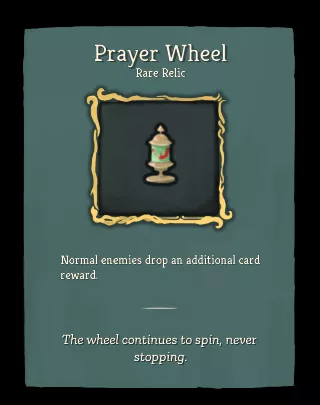 Prayer Wheel
Rare Relic
Normal enemies drop an additional card
reward.
The wheel continues to spin, never
stopping.